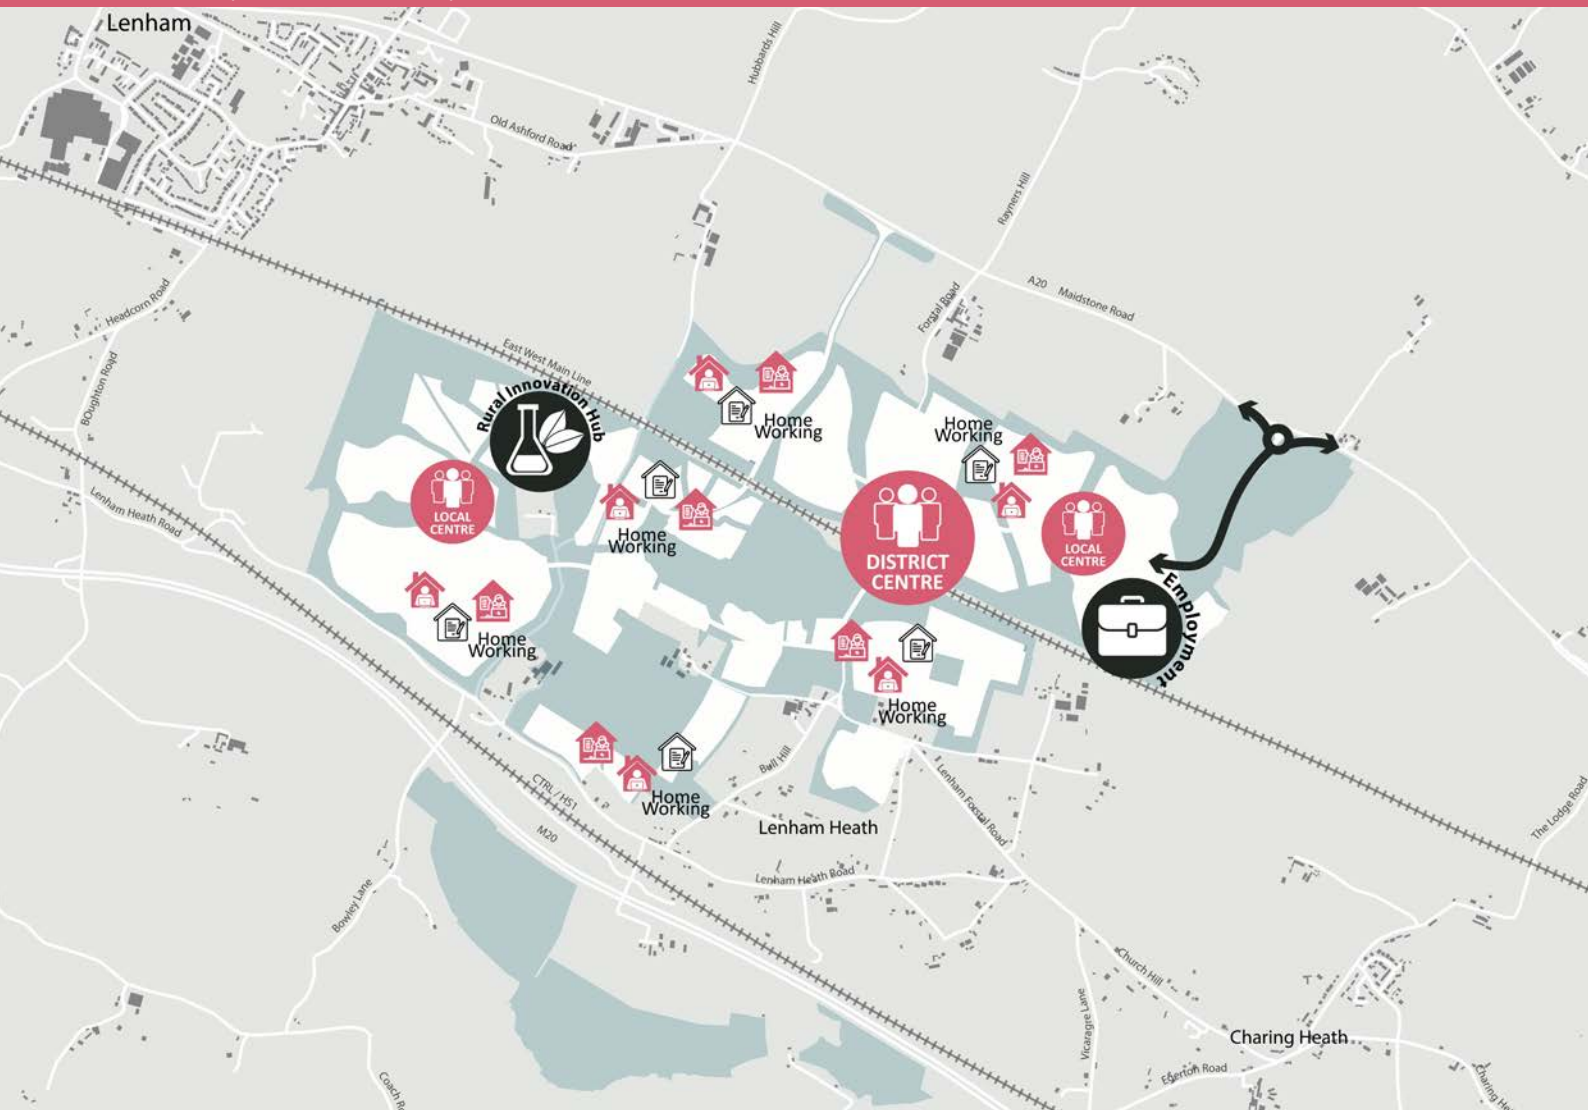 Lenham
Hubbards Hill
Old Ashford Road
Rayners Hill
A20 Maidstone Road
Forstal Road
Headcorn Road
BOughton Road
East West Main Line
Rural Innovation Hub
Home
Working
Home
Working
LOCAL
CENTRE
Lenham Heath Road
Home
Working
DISTRICT
CENTRE
LOCAL
CENTRE
Employment
Home
Working
Home
Working
Home
Working
CTRL / HS1
M20
Bull Hill
Lenham Heath
Lenham Forstal Road
The Lodge Road
Lenham Heath Road
Bowley Lane
Church Hill
Vicaragre Lane
Charing Heath
Egerton Road